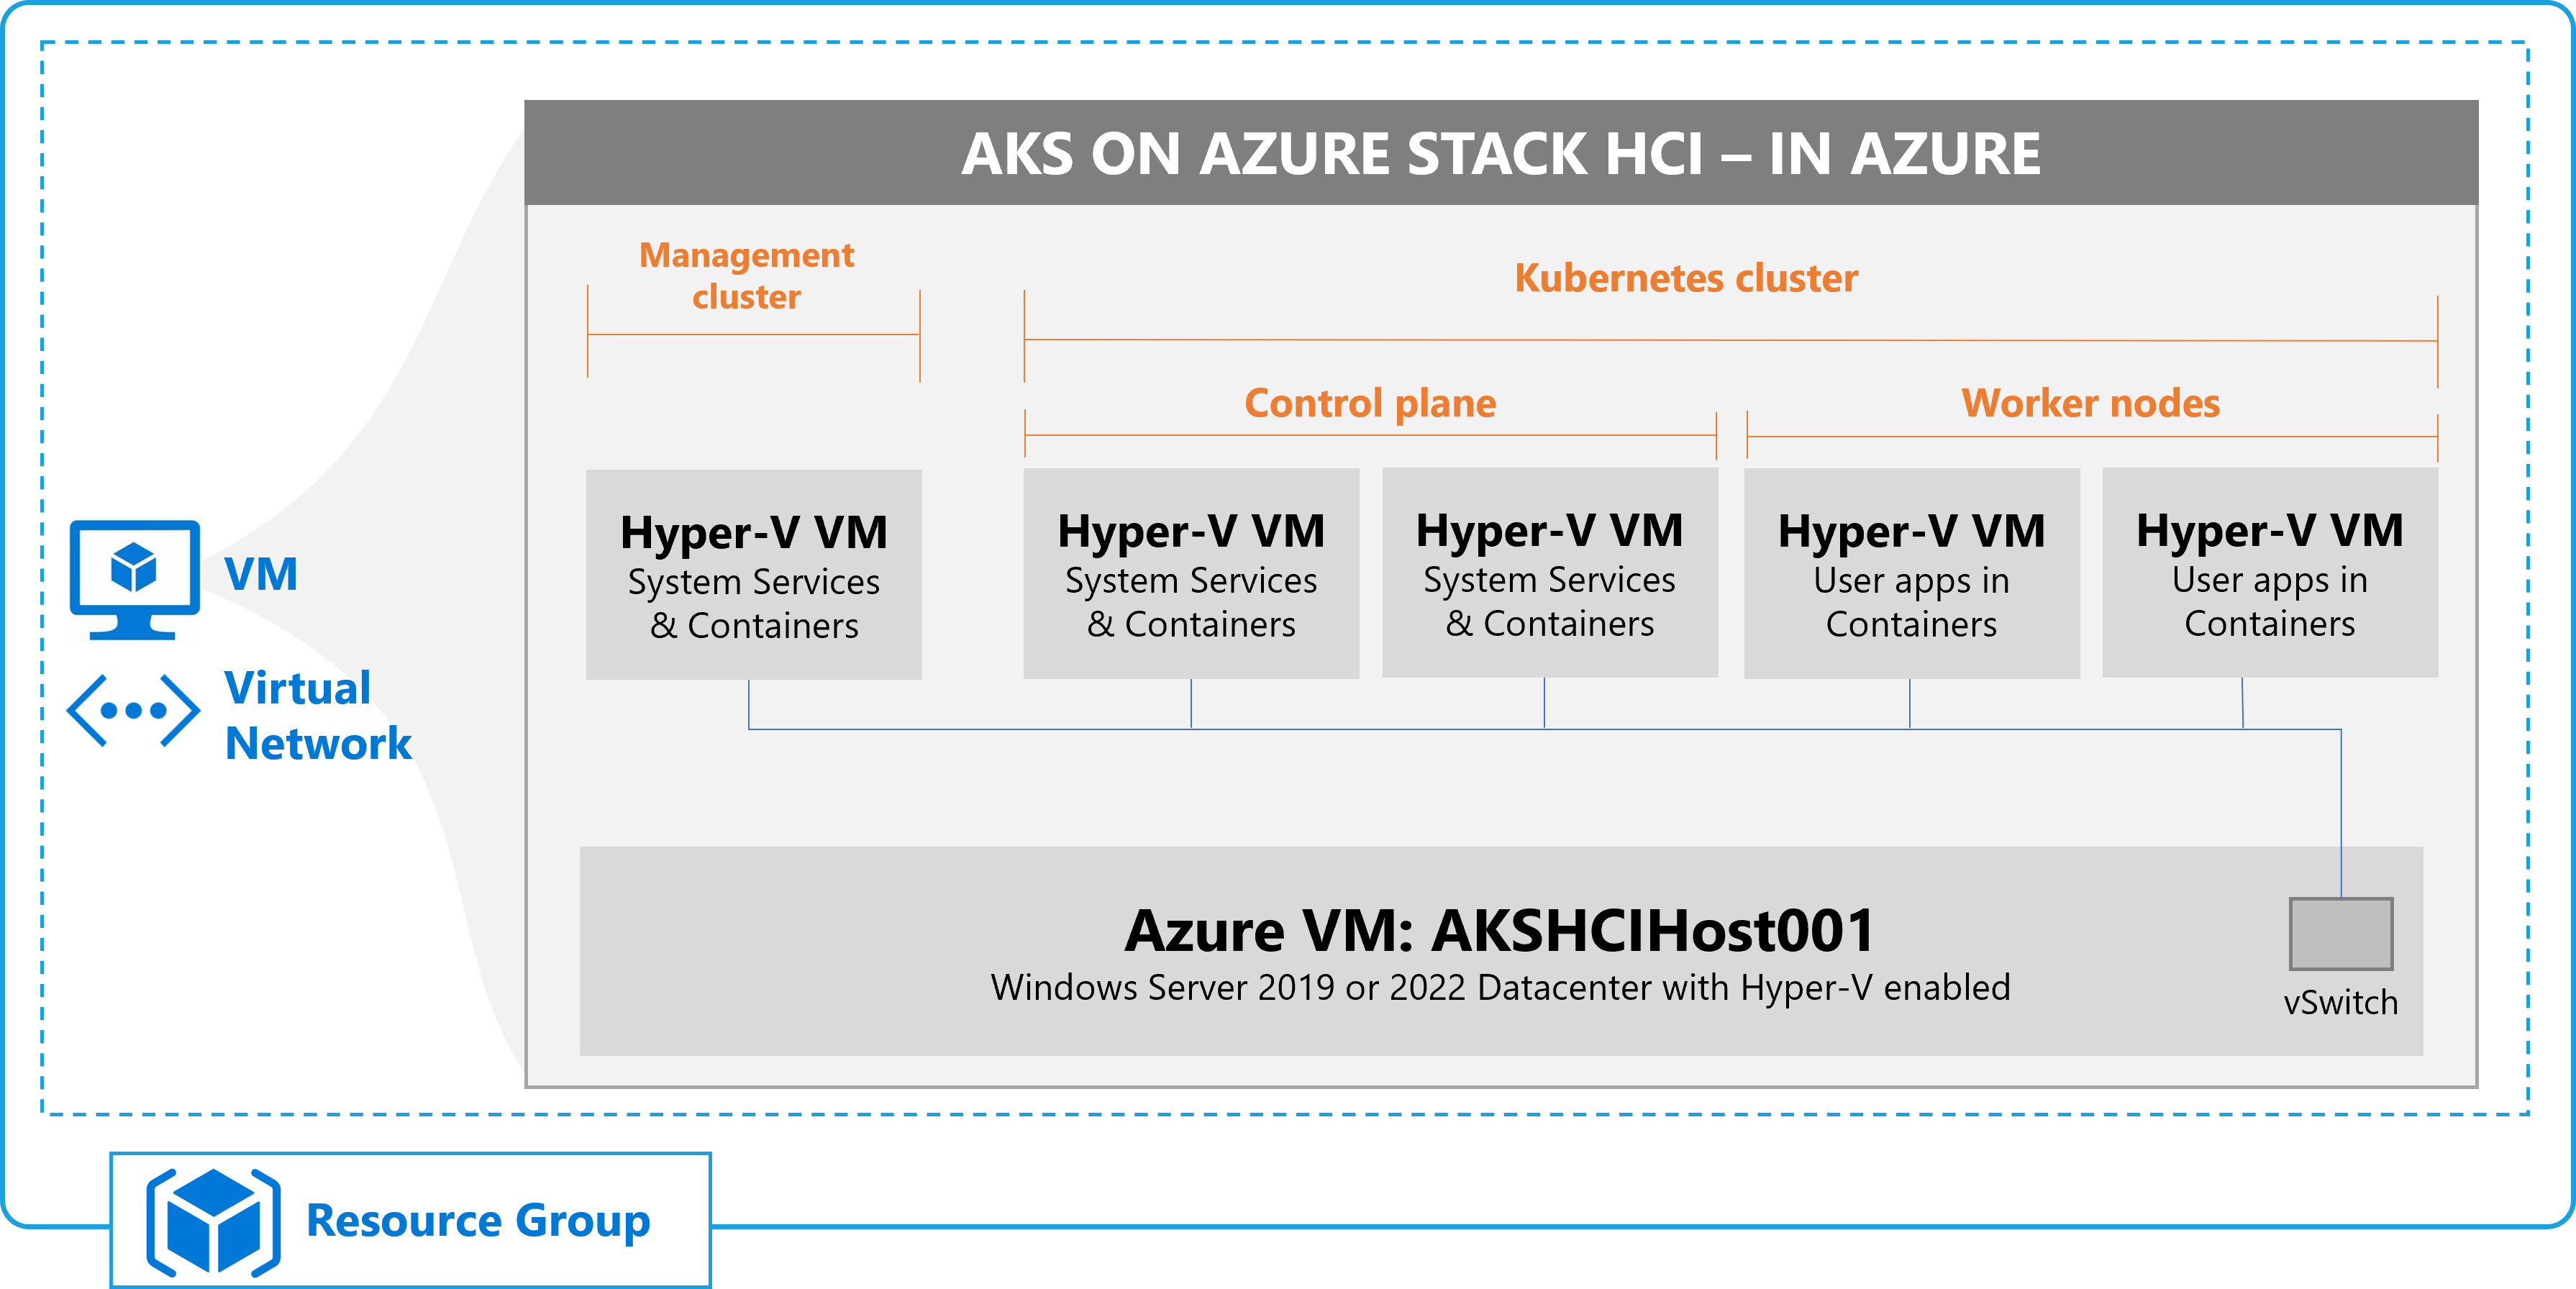 AKS ON AZURE STACK HCI – IN AZURE
Management
cluster
Kubernetes cluster
Control plane
Worker nodes
Hyper-V VM
System Services
& Containers
Hyper-V VM
System Services
& Containers
Hyper-V VM
System Services
& Containers
Hyper-V VM
User apps in
Containers
Hyper-V VM
User apps in
Containers
VM
Virtual
Network
Azure VM: AKSHCIHost001
Windows Server 2019 or 2022 Datacenter with Hyper-V enabled
vSwitch
Resource Group